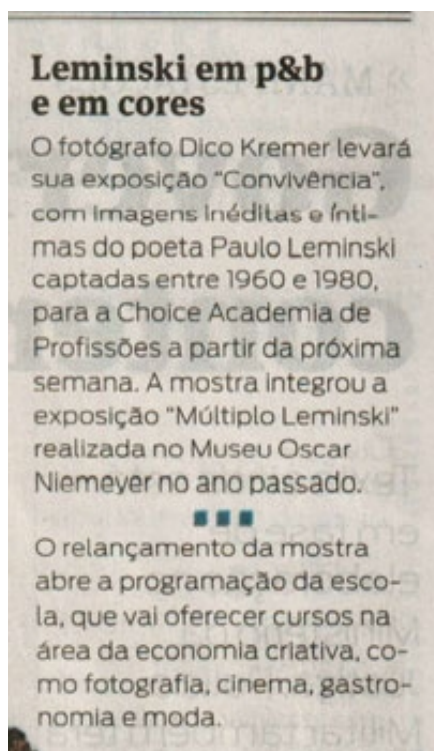 Leminski em p&b
e em cores
O fotógrafo Dico Kremer levará
sua exposição “Convivência”,
com imagens inéditas e ínti-
mas do poeta Paulo Leminski
captadas entre 1960 e 1980,
para a Choice Academia de
Profissões a partir da próxima
semana. A mostra integrou a
exposição “Múltiplo Leminski”
realizada no Museu Oscar
Niemeyer no ano passado.
O relançamento da mostra
abre a programação da esco-
la, que vai oferecer cursos na
área da economia criativa, co-
mo fotografia, cinema, gastro-
nomia e moda.